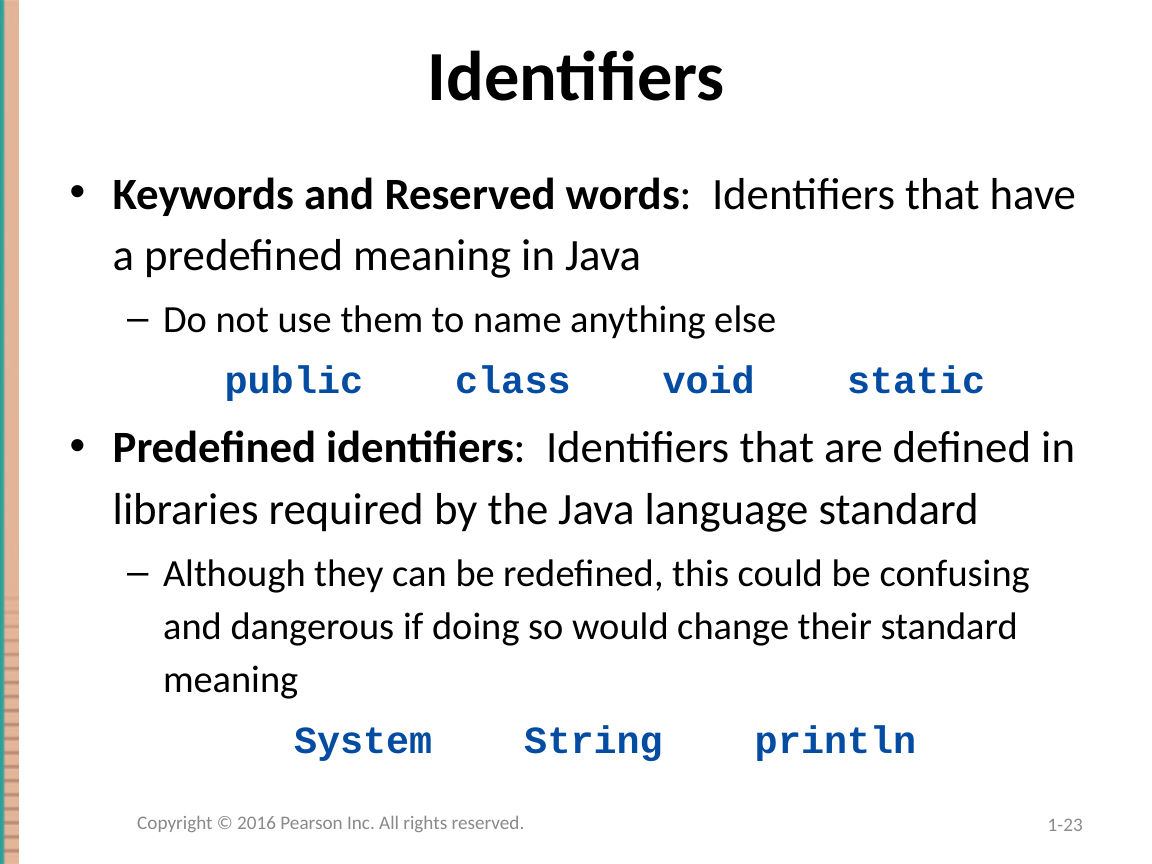 Identifiers
• Keywords and Reserved words: Identifiers that have
a predefined meaning in Java
– Do not use them to name anything else
public class void static
• Predefined identifiers: Identifiers that are defined in
libraries required by the Java language standard
– Although they can be redefined, this could be confusing
and dangerous if doing so would change their standard
meaning
System String println
Copyright © 2016 Pearson Inc. All rights reserved.
1-23